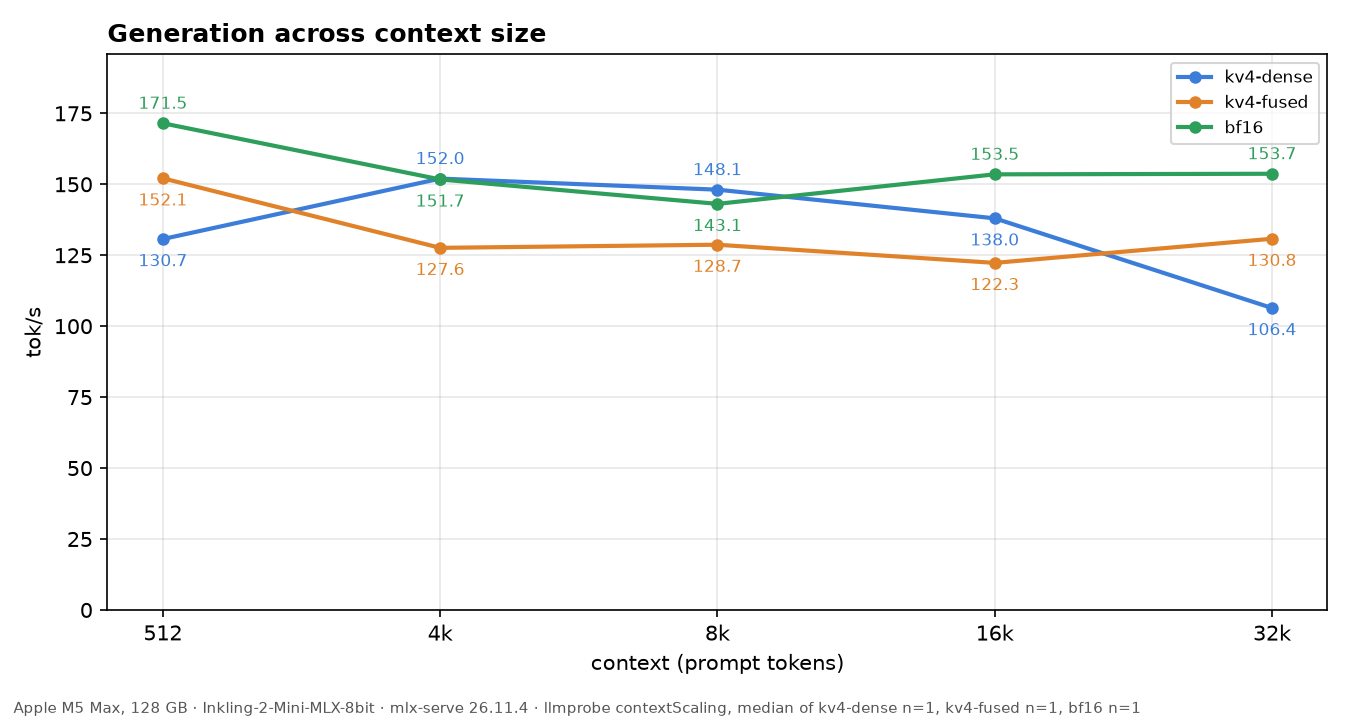 Generation across context size
tok/s
175
150
125
100
75
50
25
0
kv4-dense
kv4-fused
bf16
171.5
152.1
130.7
152.0
151.7
127.6
148.1
143.1
128.7
153.5
138.0
122.3
153.7
130.8
106.4
512 4k 8k 16k 32k
context (prompt tokens)
Apple M5 Max, 128 GB · Inkling-2-Mini-MLX-8bit · mlx-serve 26.11.4 · llmprobe contextScaling, median of kv4-dense n=1, kv4-fused n=1, bf16 n=1